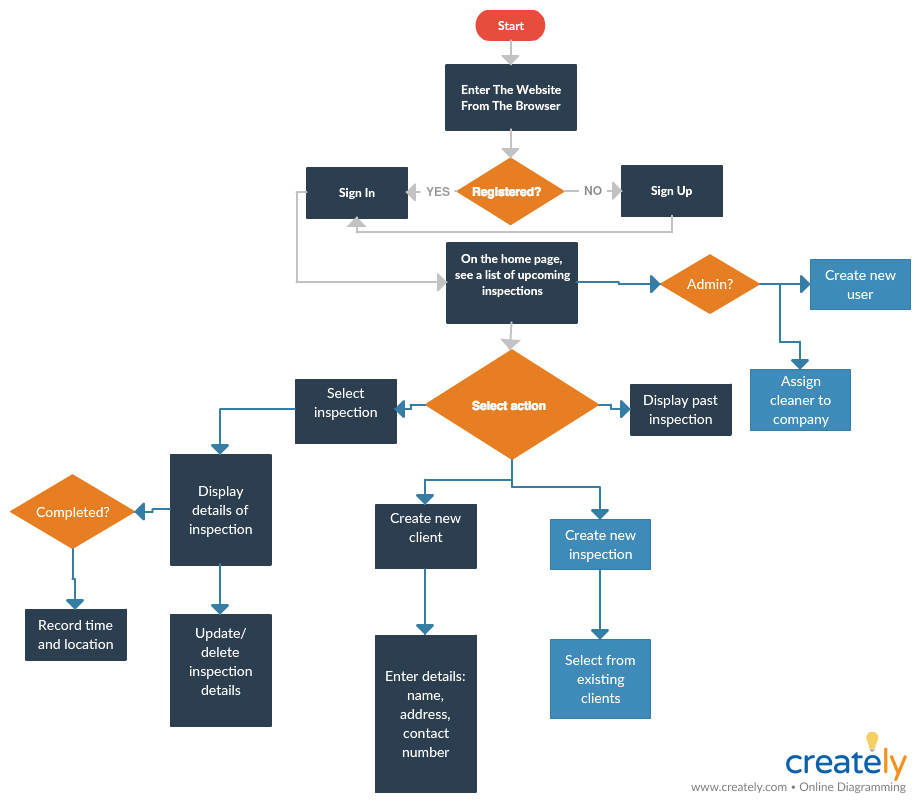 Start
Enter The Website
From The Browser
Sign In
YES
Registered?
NO
Sign Up
On the home page,
see a list of upcoming
inspections
Admin?
Create new
user
Select
inspection
Select action
Display past
inspection
Assign
cleaner to
company
Completed?
Display
details of
inspection
Create new
client
Create new
inspection
Record time
and location
Update/
delete
inspection
details
Enter details:
name,
address,
contact
number
Select from
existing
clients
creately
www.creately.com • Online Diagramming